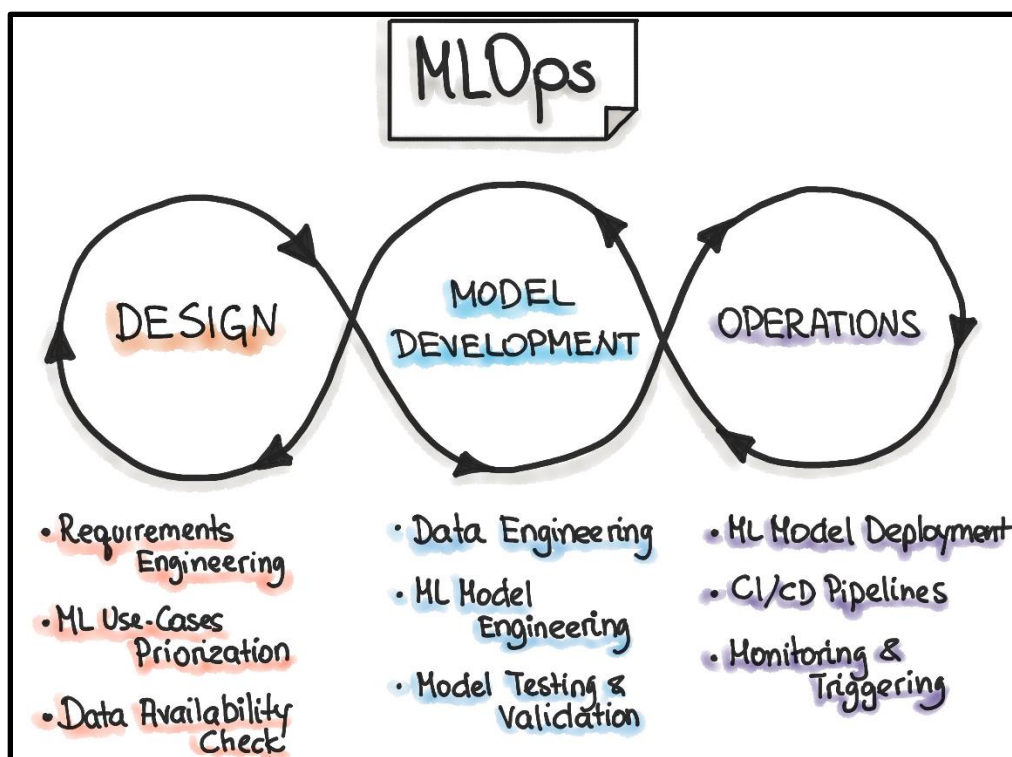 MLOps
DESIGN
MODEL
DEVELOPMENT
OPERATIONS
• Requirements
Engineering
• ML Use-Cases
Priorization
• Data Availability
Check
• Data Engineering
• ML Model
Engineering
• Model Testing &
Validation
• ML Model Deployment
• CI/CD Pipelines
• Monitoring &
Triggering